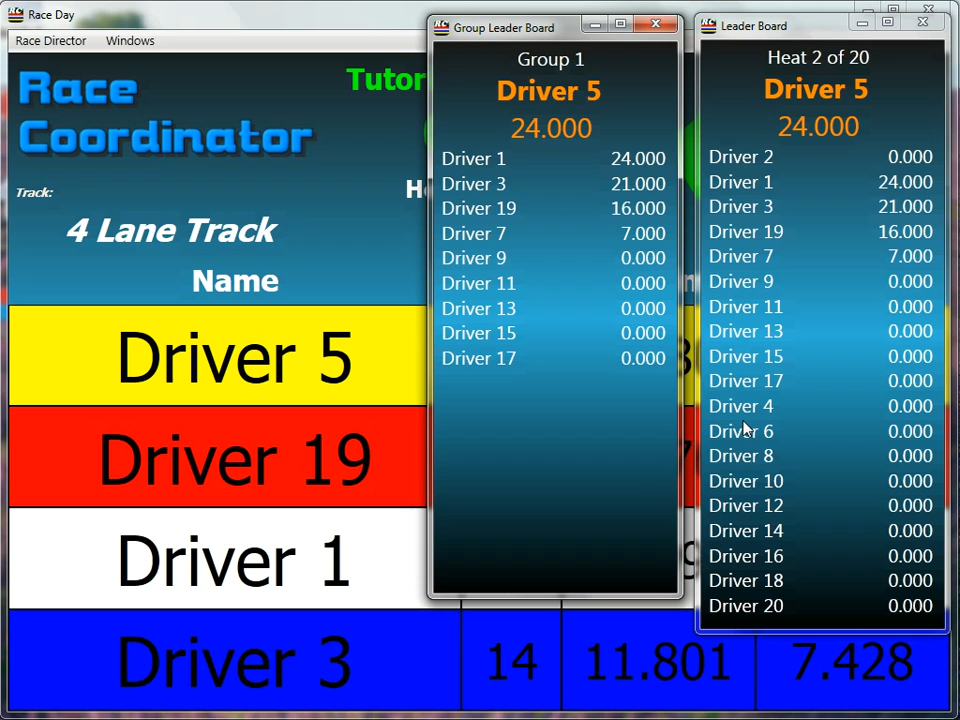 Race Day
Race Director Windows
Race
Coordinator
Tutor
Track:
4 Lane Track
Name
Driver 5
Driver 19
Driver 1
Driver 3 14 11.801 7.428
Group Leader Board
Group 1
Driver 5
24.000
Driver 1 24.000
Driver 3 21.000
Driver 19 16.000
Driver 7 7.000
Driver 9 0.000
Driver 11 0.000
Driver 13 0.000
Driver 15 0.000
Driver 17 0.000
Leader Board
Heat 2 of 20
Driver 5
24.000
Driver 2 0.000
Driver 1 24.000
Driver 3 21.000
Driver 19 16.000
Driver 7 7.000
Driver 9 0.000
Driver 11 0.000
Driver 13 0.000
Driver 15 0.000
Driver 17 0.000
Driver 4 0.000
Driver 6 0.000
Driver 8 0.000
Driver 10 0.000
Driver 12 0.000
Driver 14 0.000
Driver 16 0.000
Driver 18 0.000
Driver 20 0.000